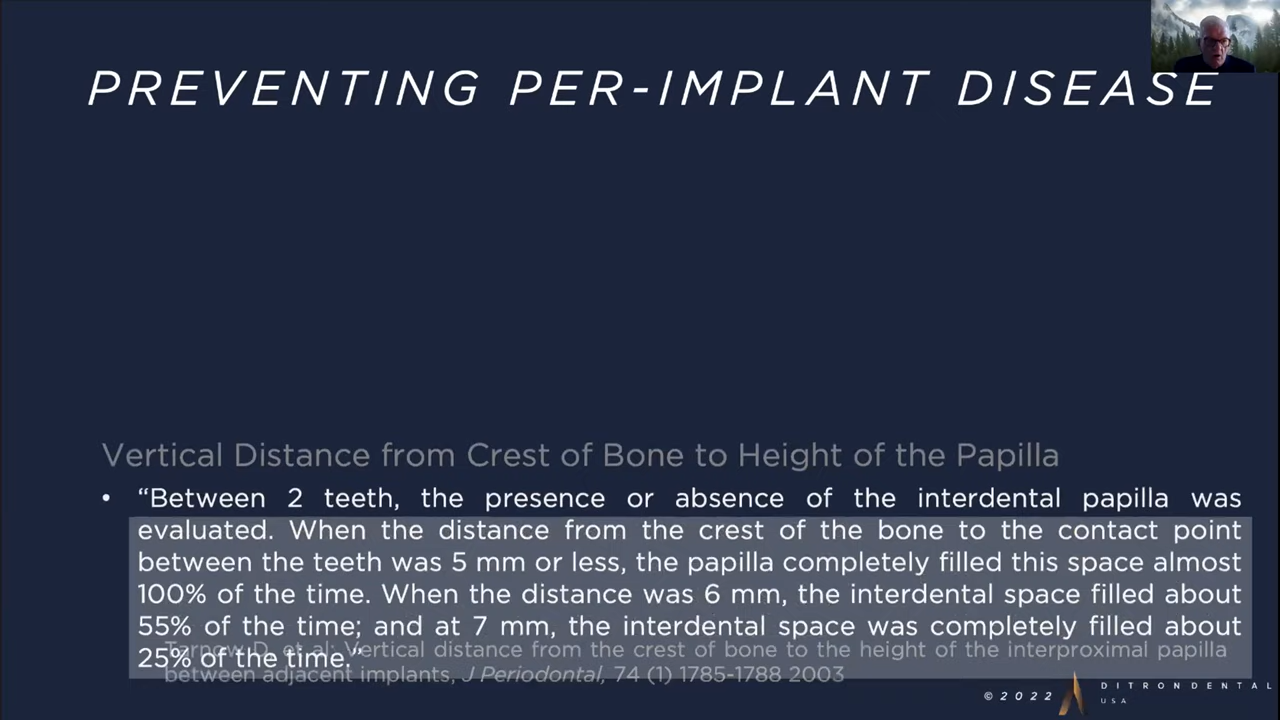 PREVENTING PER-IMPLANT DISEASE
Vertical Distance from Crest of Bone to Height of the Papilla
• “Between 2 teeth, the presence or absence of the interdental papilla was
evaluated. When the distance from the crest of the bone to the contact point
between the teeth was 5 mm or less, the papilla completely filled this space almost
100% of the time. When the distance was 6 mm, the interdental space filled about
55% of the time; and at 7 mm, the interdental space was completely filled about
25% of the time.”
Tarnow D, et al: Vertical distance from the crest of bone to the height of the interproximal papilla
between adjacent implants, J Periodontal, 74 (1) 1785-1788 2003
©2022
DITRONDENTAL
USA